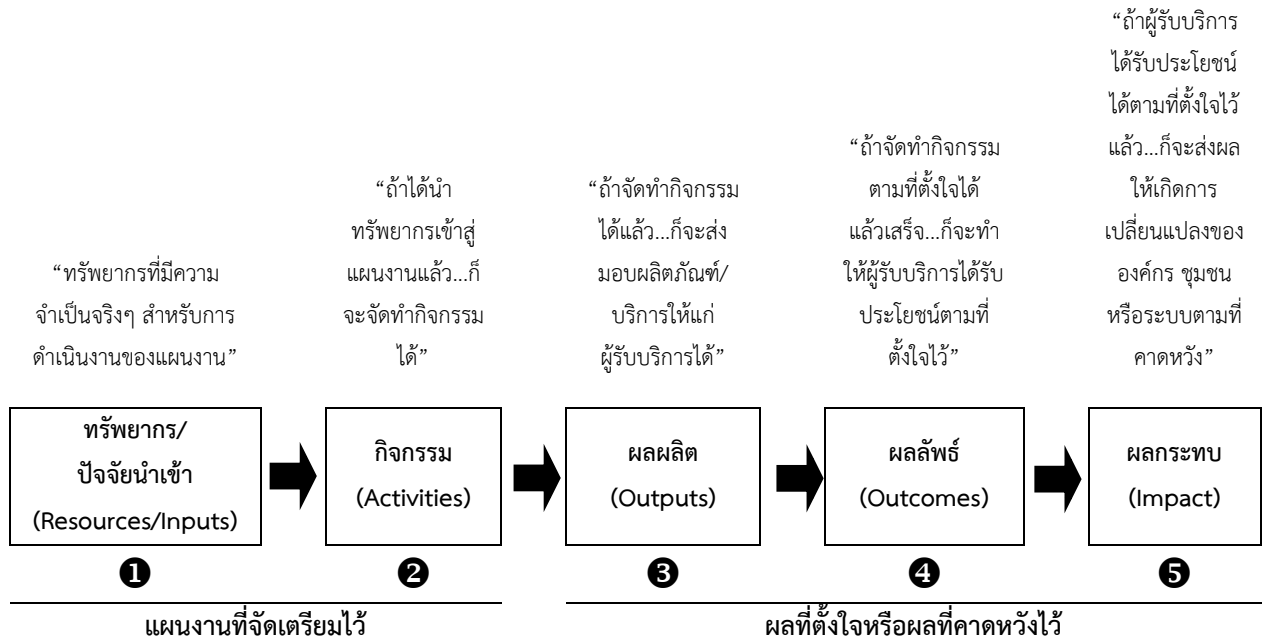 “ทรัพยากรที่มีความ
จำเป็นจริงๆ สำหรับการ
ดำเนินงานของแผนงาน”
“ถ้าได้นำ
ทรัพยากรเข้าสู่
แผนงานแล้ว...ก็
จะจัดทำกิจกรรม
ได้”
“ถ้าจัดทำกิจกรรม
ได้แล้ว...ก็จะส่ง
มอบผลิตภัณฑ์/
บริการให้แก่
ผู้รับบริการได้”
“ถ้าจัดทำกิจกรรม
ตามที่ตั้งใจได้
แล้วเสร็จ...ก็จะทำ
ให้ผู้รับบริการได้รับ
ประโยชน์ตามที่
ตั้งใจไว้”
“ถ้าผู้รับบริการ
ได้รับประโยชน์
ได้ตามที่ตั้งใจไว้
แล้ว...ก็จะส่งผล
ให้เกิดการ
เปลี่ยนแปลงของ
องค์กร ชุมชน
หรือระบบตามที่
คาดหวัง”
ทรัพยากร/
ปัจจัยนำเข้า
(Resources/Inputs)
กิจกรรม
(Activities)
ผลผลิต
(Outputs)
ผลลัพธ์
(Outcomes)
ผลกระทบ
(Impact)
❶
❷
❸
❹
❺
แผนงานที่จัดเตรียมไว้
ผลที่ตั้งใจหรือผลที่คาดหวังไว้